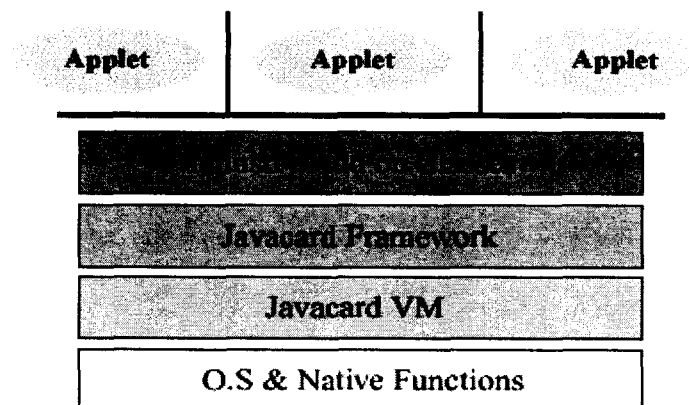 Applet Applet Applet
Javacard Framework
Javacard VM
O.S & Native Functions